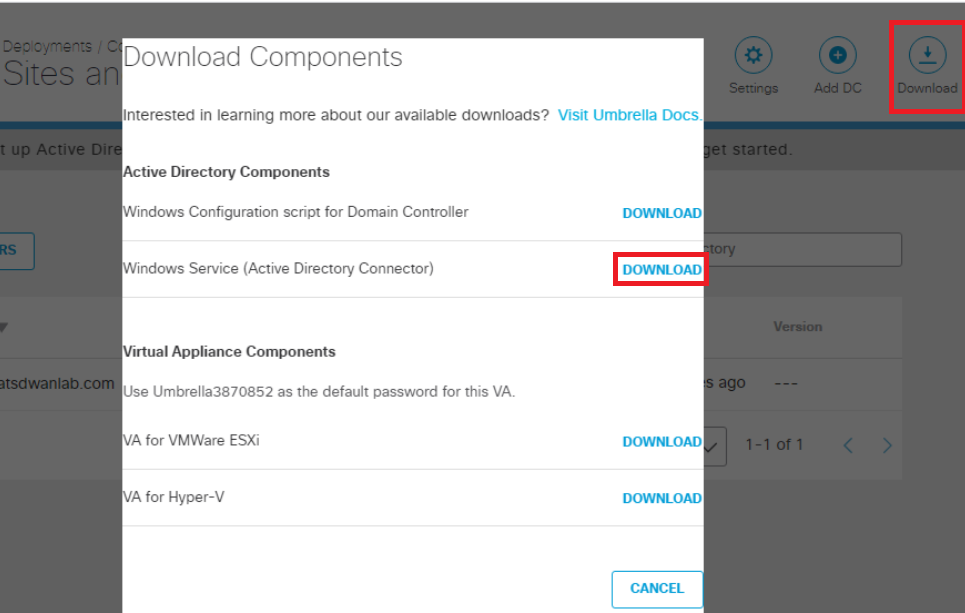 Deployments / Co
Sites an
Settings
Add DC
Download
Download Components
Interested in learning more about our available downloads? Visit Umbrella Docs.
t up Active Dire
get started.
Active Directory Components
Windows Configuration script for Domain Controller DOWNLOAD
RS
ctory
Windows Service (Active Directory Connector) DOWNLOAD
Version
Virtual Appliance Components
atsdwanlab.com
es ago ---
Use Umbrella3870852 as the default password for this VA.
VA for VMWare ESXi DOWNLOAD
1-1 of 1
VA for Hyper-V DOWNLOAD
CANCEL